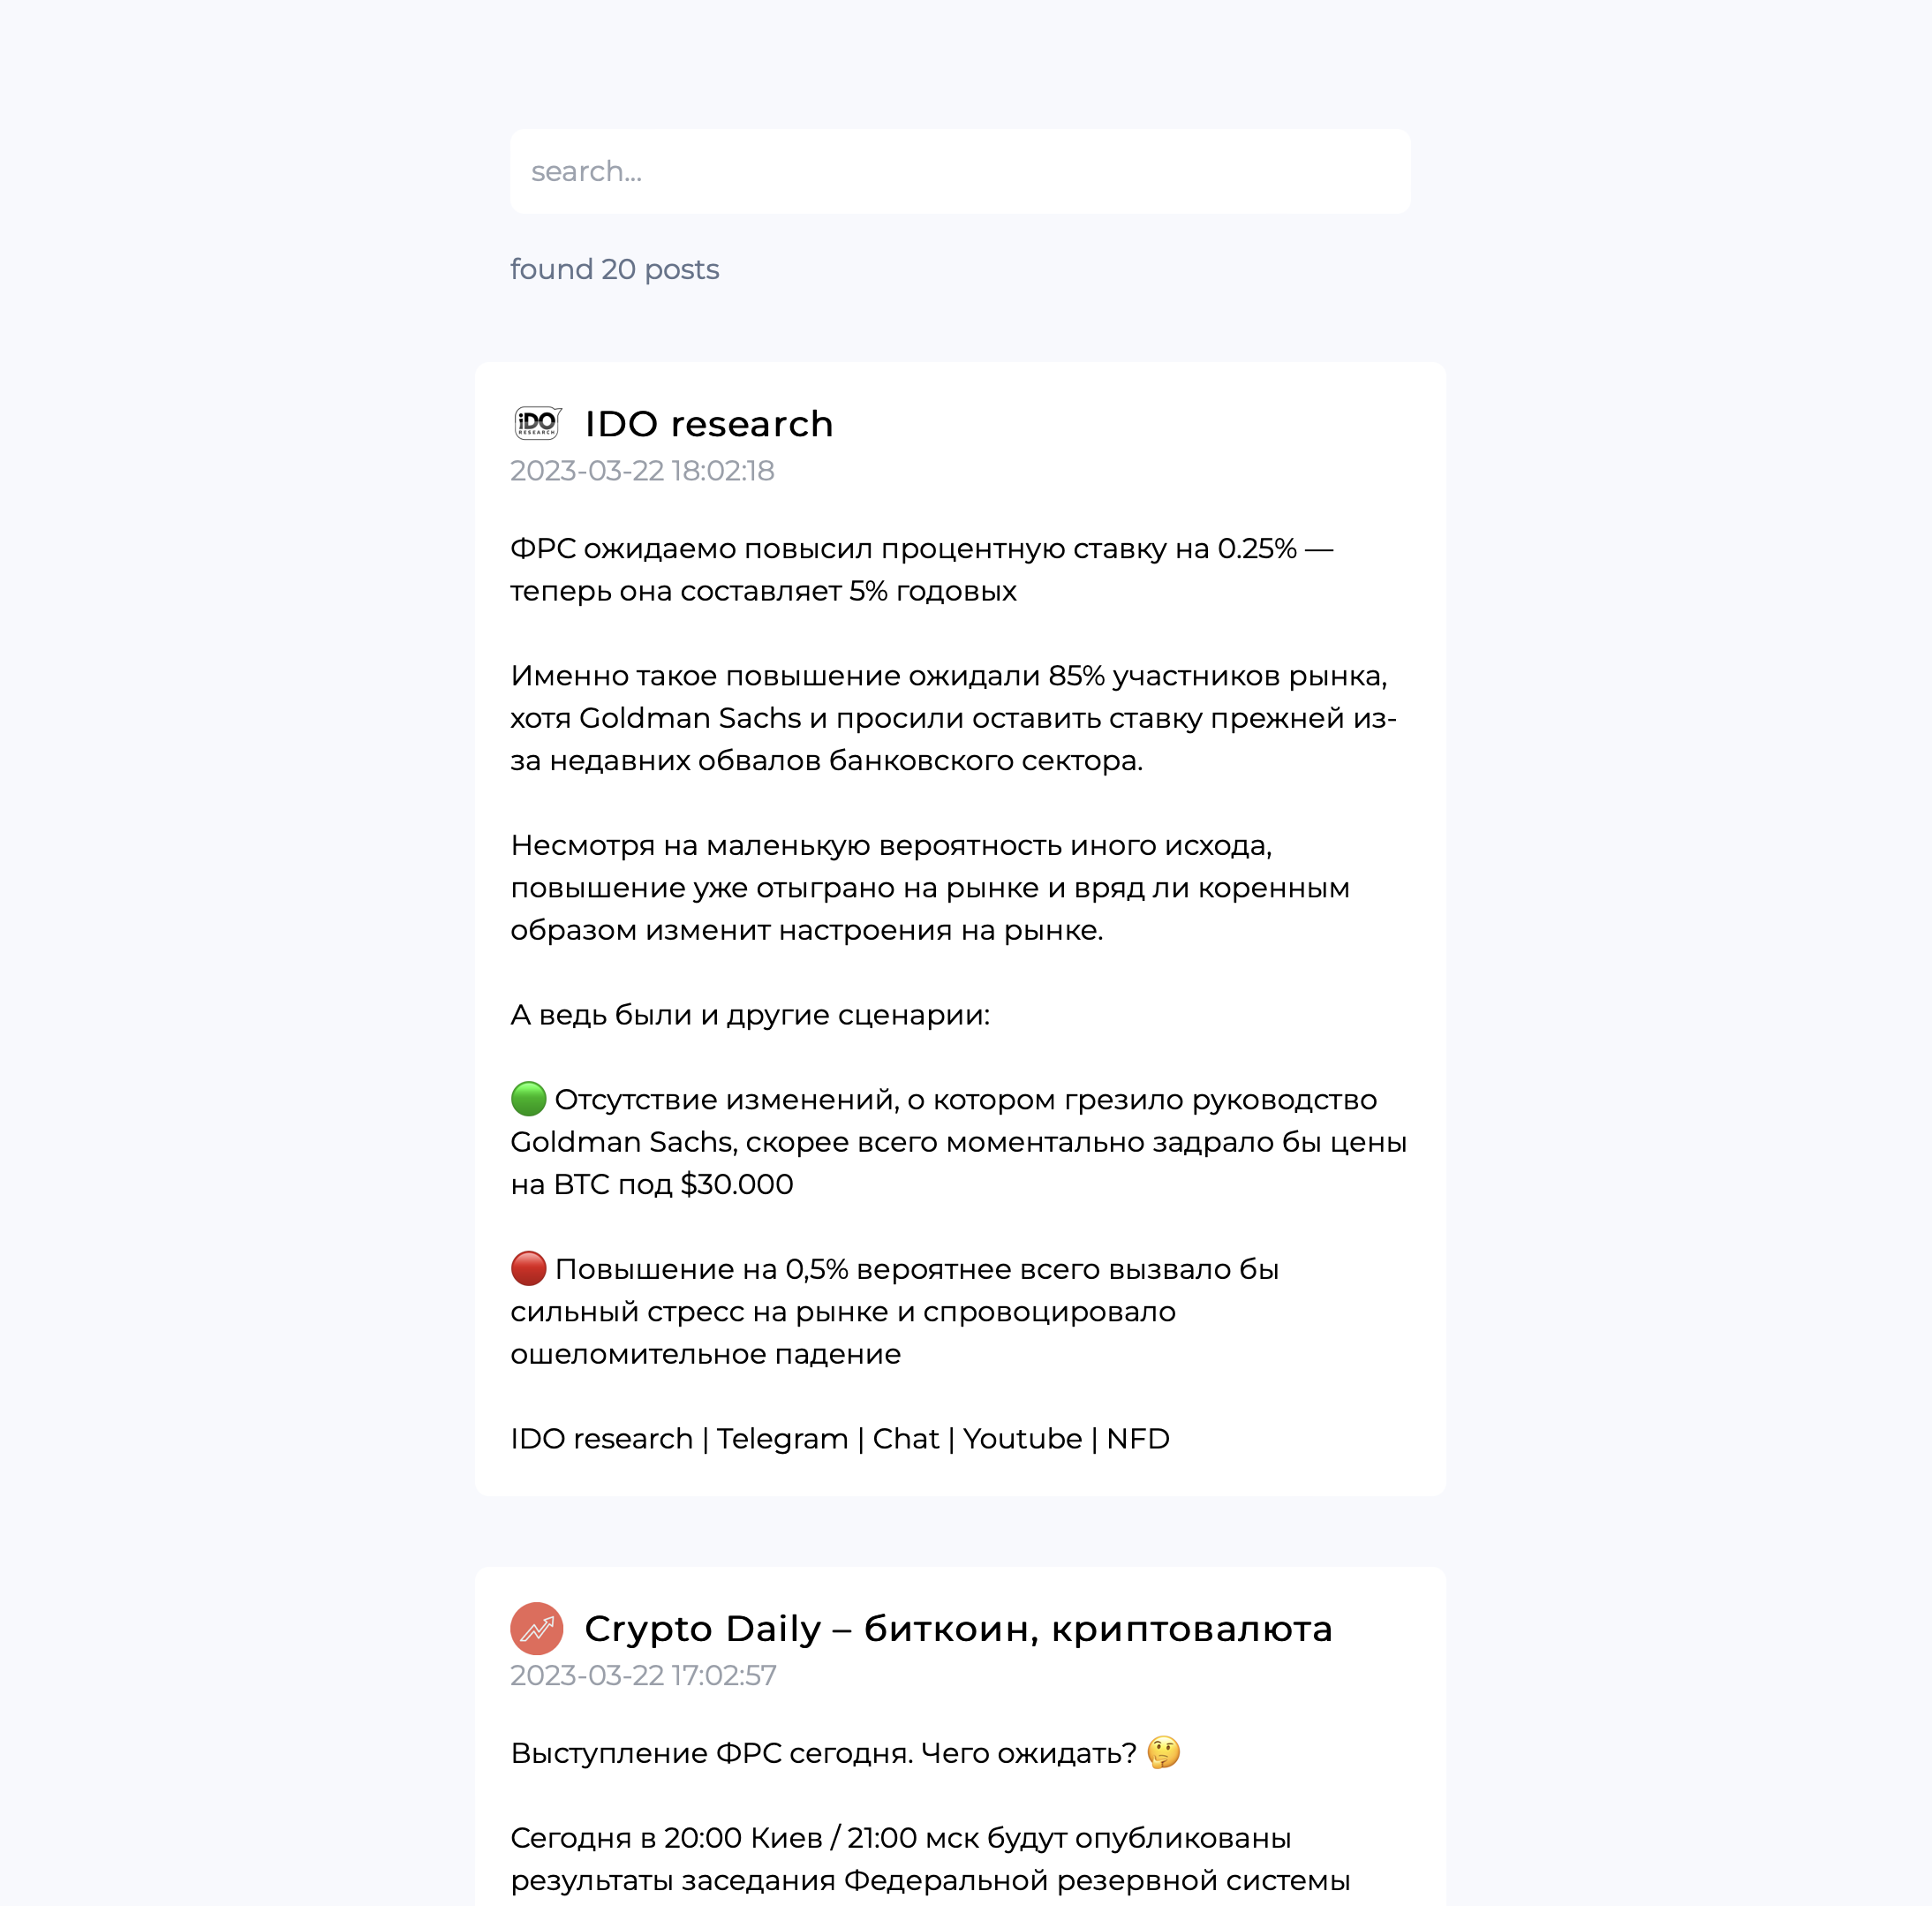 search...
found 20 posts
iDO
RESEARCH
IDO research
2023-03-22 18:02:18
ФРС ожидаемо повысил процентную ставку на 0.25% —
теперь она составляет 5% годовых
Именно такое повышение ожидали 85% участников рынка,
хотя Goldman Sachs и просили оставить ставку прежней из-
за недавних обвалов банковского сектора.
Несмотря на маленькую вероятность иного исхода,
повышение уже отыграно на рынке и вряд ли коренным
образом изменит настроения на рынке.
А ведь были и другие сценарии:
🟢 Отсутствие изменений, о котором грезило руководство
Goldman Sachs, скорее всего моментально задрало бы цены
на BTC под $30.000
🔴 Повышение на 0,5% вероятнее всего вызвало бы
сильный стресс на рынке и спровоцировало
ошеломительное падение
IDO research | Telegram | Chat | Youtube | NFD
Crypto Daily – биткоин, криптовалюта
2023-03-22 17:02:57
Выступление ФРС сегодня. Чего ожидать? 🤔
Сегодня в 20:00 Киев / 21:00 мск будут опубликованы
результаты заседания Федеральной резервной системы